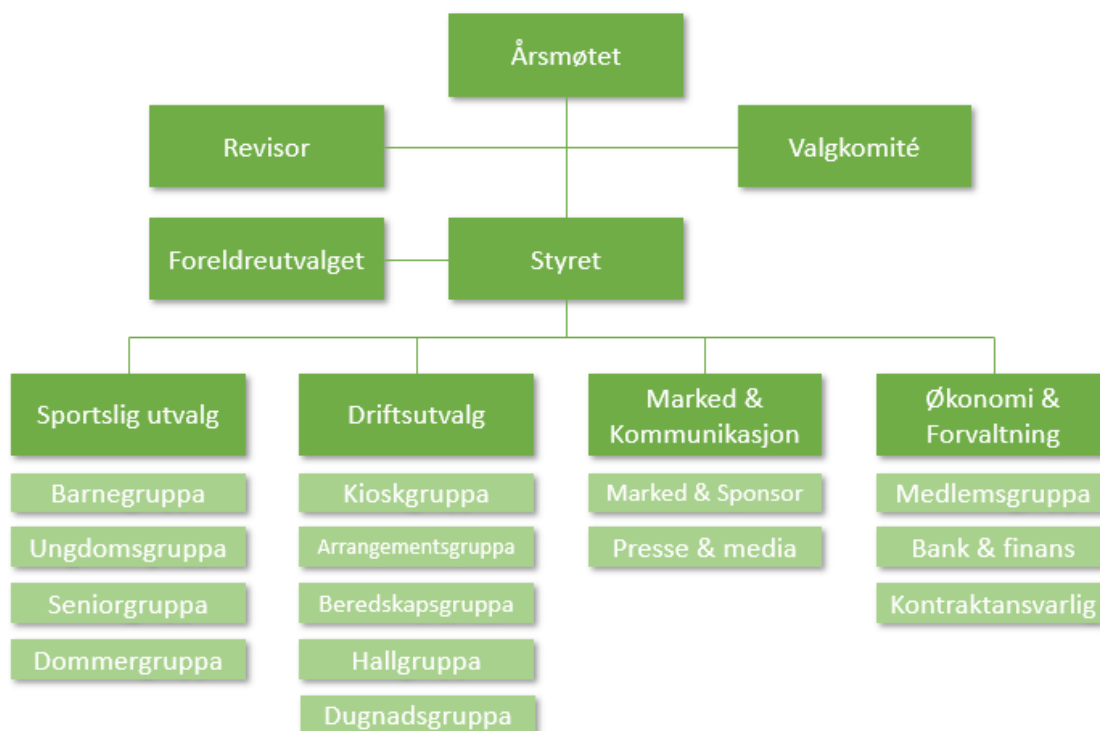 Årsmøtet
Revisor
Valgkomité
Foreldreutvalget
Styret
Sportslig utvalg
Barnegruppa
Ungdomsgruppa
Seniorgruppa
Dommergruppa
Driftsutvalg
Kioskgruppa
Arrangementsgruppa
Beredskapsgruppa
Hallgruppa
Dugnadsgruppa
Marked &
Kommunikasjon
Marked & Sponsor
Presse & media
Økonomi &
Forvaltning
Medlemsgruppa
Bank & finans
Kontraktansvarlig